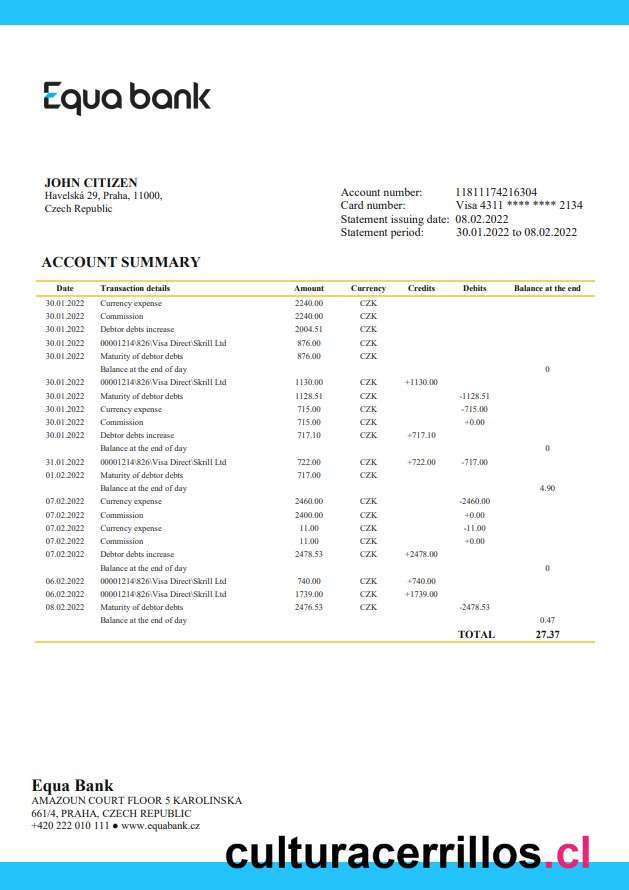 Equa bank
JOHN CITIZEN
Havelská 29, Praha, 11000,
Czech Republic
Account number: 11811174216304
Card number: Visa 4311 **** **** 2134
Statement issuing date: 08.02.2022
Statement period: 30.01.2022 to 08.02.2022
ACCOUNT SUMMARY
Date Transaction details Amount Currency Credits Debits Balance at the end
30.01.2022 Currency expense 2240.00 CZK
30.01.2022 Commission 2240.00 CZK
30.01.2022 Debtor debts increase 2004.51 CZK
30.01.2022 00001214\826\Visa Direct\Skrill Ltd 876.00 CZK
30.01.2022 Maturity of debtor debts 876.00 CZK
Balance at the end of day 0
30.01.2022 00001214\826\Visa Direct\Skrill Ltd 1130.00 CZK +1130.00
30.01.2022 Maturity of debtor debts 1128.51 CZK -1128.51
30.01.2022 Currency expense 715.00 CZK -715.00
30.01.2022 Commission 715.00 CZK +0.00
30.01.2022 Debtor debts increase 717.10 CZK +717.10
Balance at the end of day 0
31.01.2022 00001214\826\Visa Direct\Skrill Ltd 722.00 CZK +722.00 -717.00
01.02.2022 Maturity of debtor debts 717.00 CZK
Balance at the end of day 4.90
07.02.2022 Currency expense 2460.00 CZK -2460.00
07.02.2022 Commission 2400.00 CZK +0.00
07.02.2022 Currency expense 11.00 CZK -11.00
07.02.2022 Commission 11.00 CZK +0.00
07.02.2022 Debtor debts increase 2478.53 CZK +2478.00
Balance at the end of day 0
06.02.2022 00001214\826\Visa Direct\Skrill Ltd 740.00 CZK +740.00
06.02.2022 00001214\826\Visa Direct\Skrill Ltd 1739.00 CZK +1739.00
08.02.2022 Maturity of debtor debts 2476.53 CZK -2478.53
Balance at the end of day 0.47
TOTAL 27.37
Equa Bank
AMAZOUN COURT FLOOR 5 KAROLINSKA
661/4, PRAHA, CZECH REPUBLIC
+420 222 010 111 ● www.equabank.cz
culturacerrillos.cl